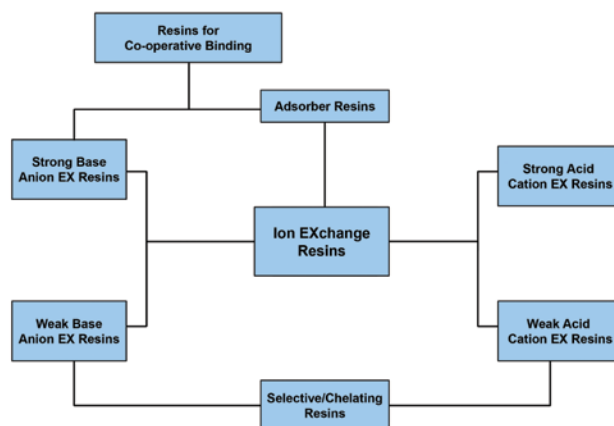 Resins for
Co-operative Binding
Adsorber Resins
Strong Base
Anion EX Resins
Strong Acid
Cation EX Resins
Ion EXchange
Resins
Weak Base
Anion EX Resins
Weak Acid
Cation EX Resins
Selective/Chelating
Resins